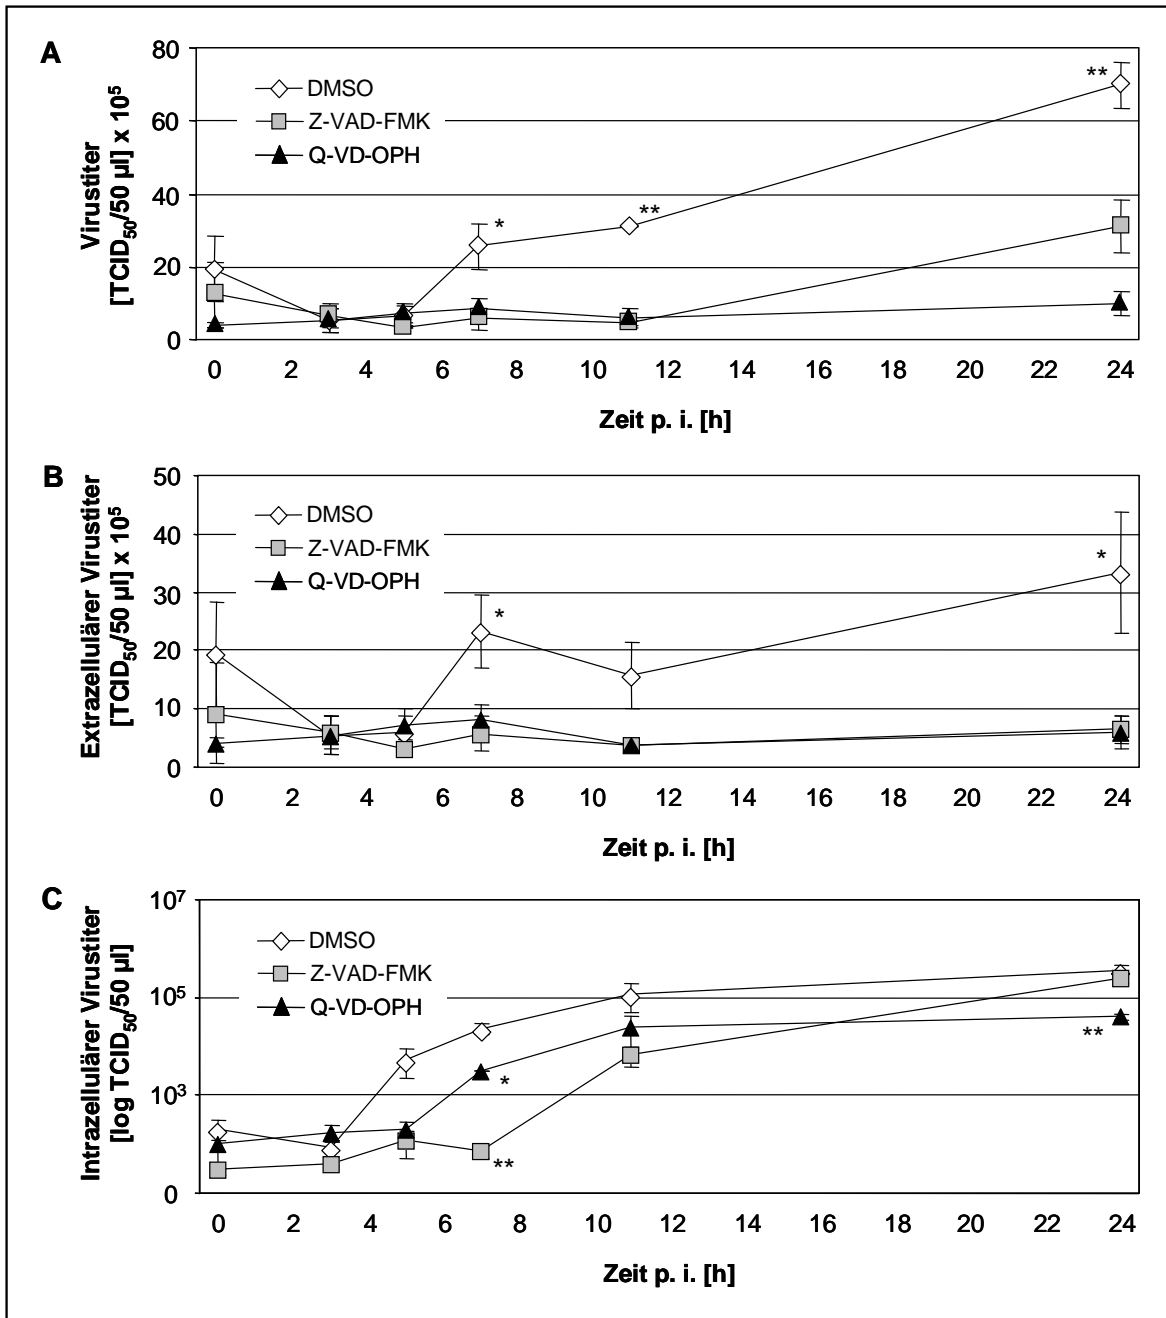 A
Virustiter
[TCID50/50 µl] x 10^5
80
60
40
20
0
DMSO
Z-VAD-FMK
Q-VD-OPH
*
**
**
0 2 4 6 8 10 12 14 16 18 20 22 24
Zeit p. i. [h]
B
Extrazellulärer Virustiter
[TCID50/50 µl] x 10^5
50
40
30
20
10
0
DMSO
Z-VAD-FMK
Q-VD-OPH
*
*
0 2 4 6 8 10 12 14 16 18 20 22 24
Zeit p. i. [h]
C
Intrazellulärer Virustiter
[log TCID50/50 µl]
10^7
10^5
10^3
0
DMSO
Z-VAD-FMK
Q-VD-OPH
*
**
**
0 2 4 6 8 10 12 14 16 18 20 22 24
Zeit p. i. [h]